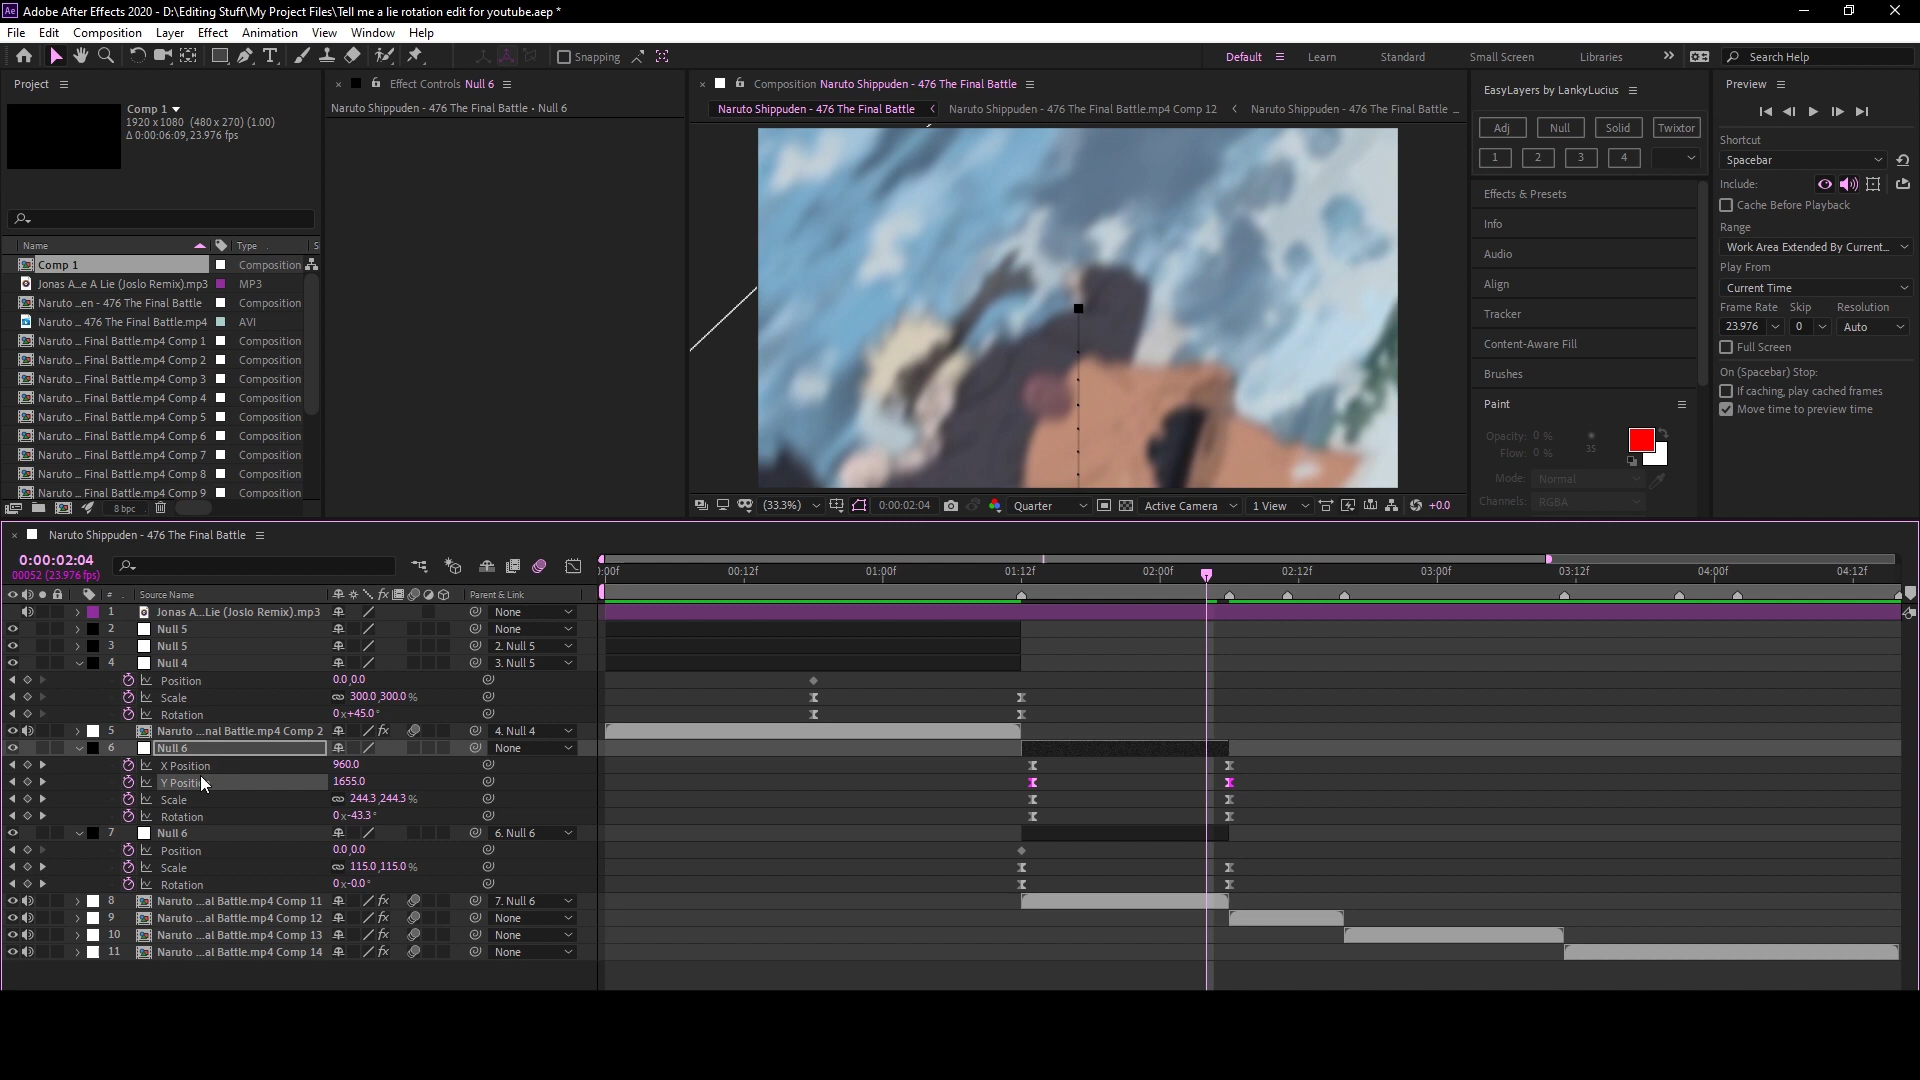 Adobe After Effects 2020 - D:\Editing Stuff\My Project Files\Tell me a lie rotation edit for youtube.aep *
File Edit Composition Layer Effect Animation View Window Help
Snapping Default Learn Standard Small Screen Libraries Search Help
Project Effect Controls Null 6 Composition Naruto Shippuden - 476 The Final Battle EasyLayers by LankyLucius Preview
Comp 1
1920 x 1080 (480 x 270) (1.00)
Δ 0:00:06:09, 23.976 fps
Naruto Shippuden - 476 The Final Battle • Null 6
Naruto Shippuden - 476 The Final Battle Naruto Shippuden - 476 The Final Battle.mp4 Comp 12 Naruto Shippuden - 476 The Final Battle ...
Adj Null Solid Twixtor
1 2 3 4
Effects & Presets
Info
Audio
Align
Tracker
Content-Aware Fill
Brushes
Paint
Opacity: 0 %
Flow: 0 %
35
Mode: Normal
Channels: RGBA
Shortcut
Spacebar
Include:
Cache Before Playback
Range
Work Area Extended By Current...
Play From
Current Time
Frame Rate Skip Resolution
23.976 0 Auto
Full Screen
On (Spacebar) Stop:
If caching, play cached frames
Move time to preview time
Name Type S
Comp 1 Composition
Jonas A...e A Lie (Joslo Remix).mp3 MP3
Naruto ...en - 476 The Final Battle Composition
Naruto ... 476 The Final Battle.mp4 AVI
Naruto ... Final Battle.mp4 Comp 1 Composition
Naruto ... Final Battle.mp4 Comp 2 Composition
Naruto ... Final Battle.mp4 Comp 3 Composition
Naruto ... Final Battle.mp4 Comp 4 Composition
Naruto ... Final Battle.mp4 Comp 5 Composition
Naruto ... Final Battle.mp4 Comp 6 Composition
Naruto ... Final Battle.mp4 Comp 7 Composition
Naruto ... Final Battle.mp4 Comp 8 Composition
Naruto ... Final Battle.mp4 Comp 9 Composition
8 bpc
(33.3%) 0:00:02:04 Quarter Active Camera 1 View +0.0
Naruto Shippuden - 476 The Final Battle
0:00:02:04
00052 (23.976 fps)
):00f 00:12f 01:00f 01:12f 02:00f 02:12f 03:00f 03:12f 04:00f 04:12f
# Source Name Parent & Link
1 Jonas A...Lie (Joslo Remix).mp3 None
2 Null 5 None
3 Null 5 2. Null 5
4 Null 4 3. Null 5
Position 0.0,0.0
Scale 300.0,300.0 %
Rotation 0x+45.0°
5 Naruto ...nal Battle.mp4 Comp 2 4. Null 4
6 Null 6 None
X Position 960.0
Y Positi 1655.0
Scale 244.3,244.3 %
Rotation 0x-43.3°
7 Null 6 6. Null 6
Position 0.0,0.0
Scale 115.0,115.0 %
Rotation 0x-0.0°
8 Naruto ...al Battle.mp4 Comp 11 7. Null 6
9 Naruto ...al Battle.mp4 Comp 12 None
10 Naruto ...al Battle.mp4 Comp 13 None
11 Naruto ...al Battle.mp4 Comp 14 None